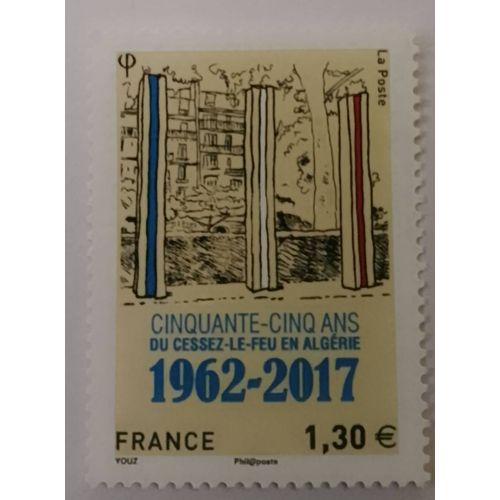 φ
La Poste
CINQUANTE-CINQ ANS
DU CESSEZ-LE-FEU EN ALGÉRIE
1962-2017
FRANCE 1,30 €
YOUZ Phil@poste